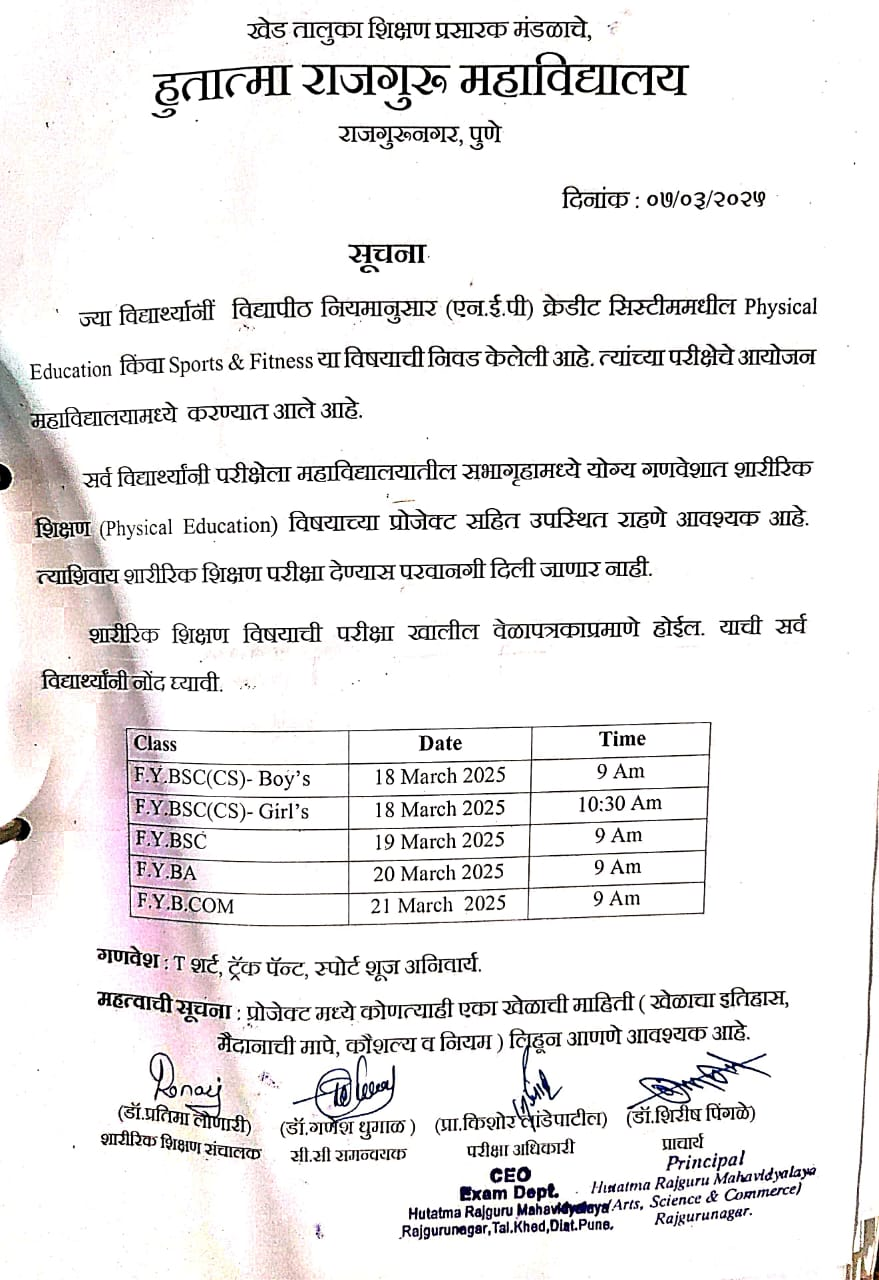 खेड तालुका शिक्षण प्रसारक मंडळाचे,
हुतात्मा राजगुरू महाविद्यालय
राजगुरूनगर, पुणे
दिनांक : ०७/०३/२०२५
सूचना
ज्या विद्यार्थ्यांनीं विद्यापीठ नियमानुसार (एन.ई.पी) क्रेडीट सिस्टीममधील Physical
Education किंवा Sports & Fitness या विषयाची निवड केलेली आहे. त्यांच्या परीक्षेचे आयोजन
महाविद्यालयामध्ये करण्यात आले आहे.
सर्व विद्यार्थ्यांनी परीक्षेला महाविद्यालयातील सभागृहामध्ये योग्य गणवेशात शारीरिक
शिक्षण (Physical Education) विषयाच्या प्रोजेक्ट सहित उपस्थित राहणे आवश्यक आहे.
त्याशिवाय शारीरिक शिक्षण परीक्षा देण्यास परवानगी दिली जाणार नाही.
शारीरिक शिक्षण विषयाची परीक्षा खालील वेळापत्रकाप्रमाणे होईल. याची सर्व
विद्यार्थ्यांनी नोंद घ्यावी.
Class Date Time
F.Y.BSC(CS)- Boy's 18 March 2025 9 Am
F.Y.BSC(CS)- Girl's 18 March 2025 10:30 Am
F.Y.BSC 19 March 2025 9 Am
F.Y.BA 20 March 2025 9 Am
F.Y.B.COM 21 March 2025 9 Am
गणवेश : T शर्ट, ट्रॅक पॅन्ट, स्पोर्ट शूज अनिवार्य.
महत्वाची सूचना : प्रोजेक्ट मध्ये कोणत्याही एका खेळाची माहिती ( खेळाचा इतिहास,
मैदानाची मापे, कौशल्य व नियम ) लिहून आणणे आवश्यक आहे.
(डॉ.प्रतिमा लोणारी) (डॉ.गणेश धुमाळ ) (प्रा.किशोर लांडेपाटील) (डॉ.शिरीष पिंगळे)
शारीरिक शिक्षण संचालक सी.सी समन्वयक परीक्षा अधिकारी प्राचार्य
CEO
Exam Dept.
Hutatma Rajguru Mahavidyalaya
Rajgurunagar,Tal.Khed,Dist.Pune.
Principal
Hutatma Rajguru Mahavidyalaya
(Arts, Science & Commerce)
Rajgurunagar.